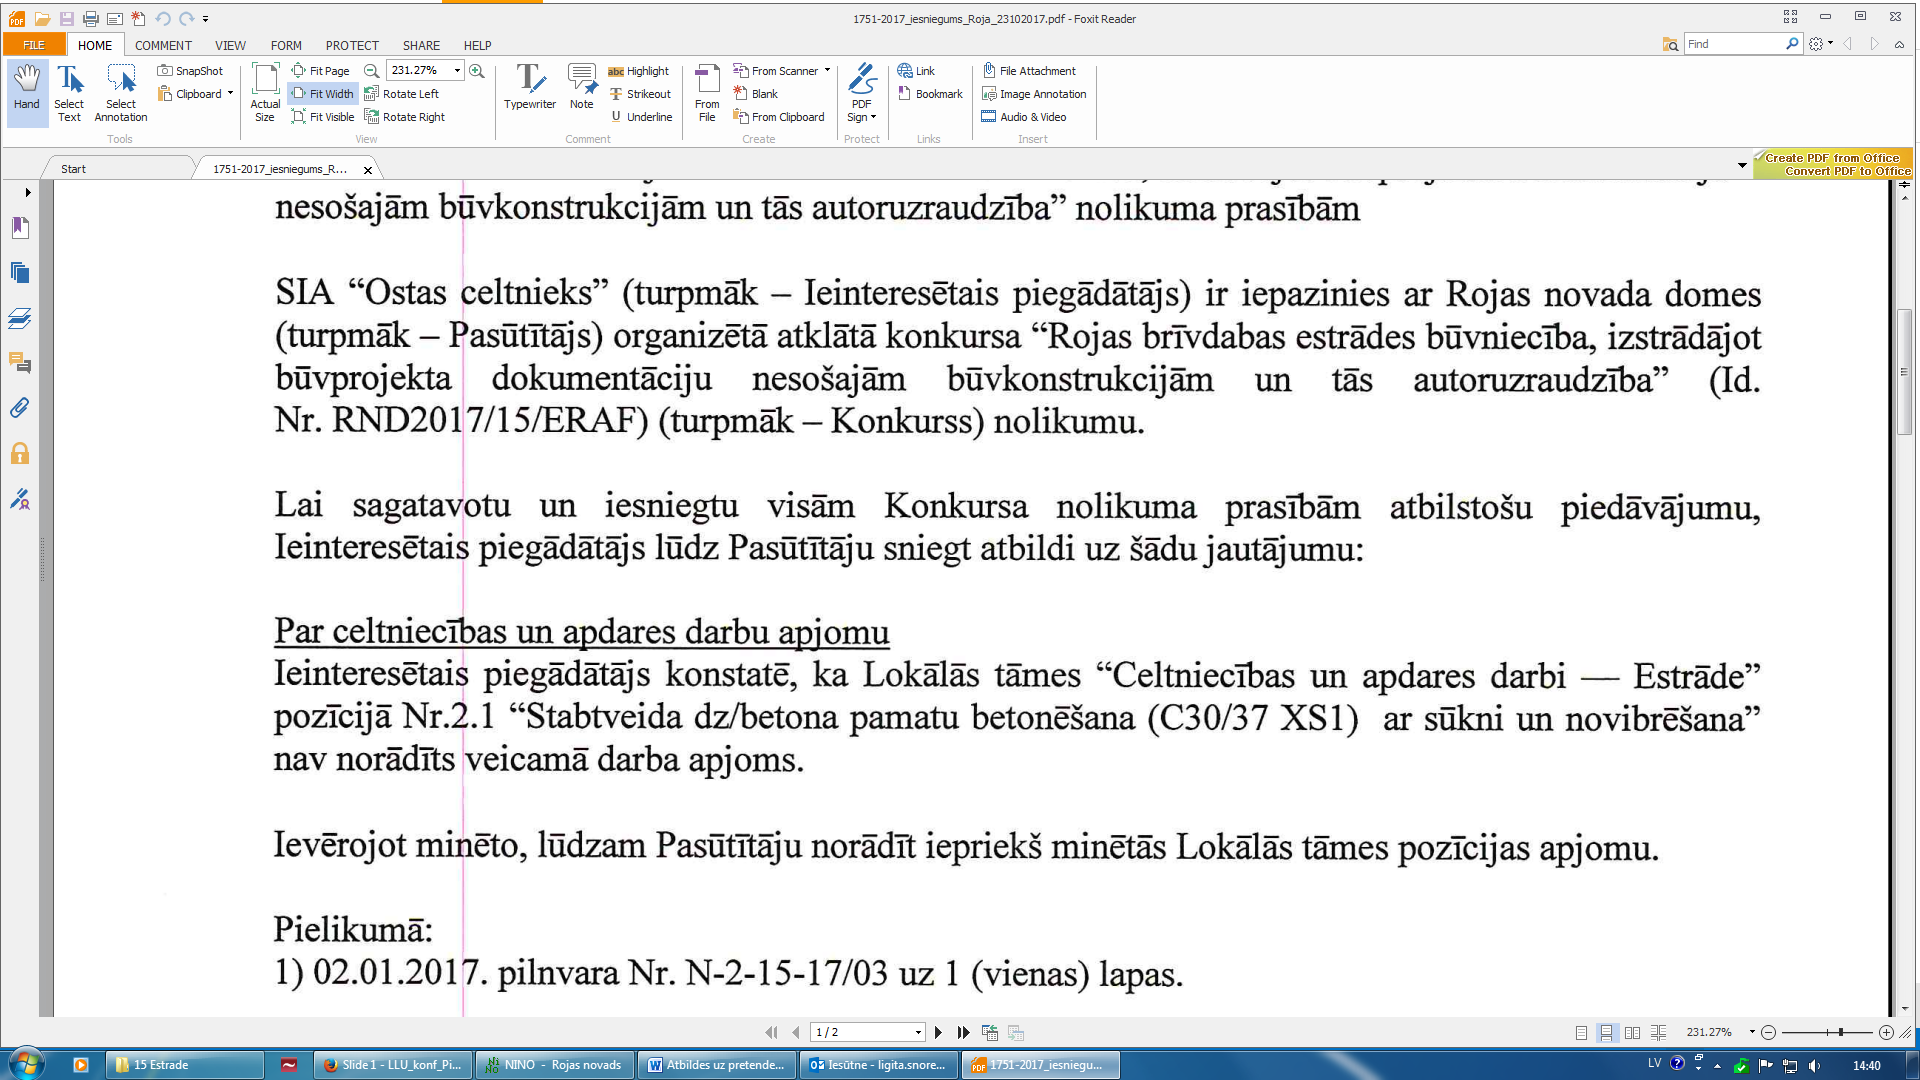 1751-2017_iesniegums_Roja_23102017.pdf - Foxit Reader
FILE HOME COMMENT VIEW FORM PROTECT SHARE HELP
Find
Hand
Select Text
Select Annotation
SnapShot
Clipboard
Tools
Actual Size
Fit Page
Fit Width
Fit Visible
231.27%
Rotate Left
Rotate Right
View
Typewriter
Note
Highlight
Strikeout
Underline
Comment
From File
From Scanner
Blank
From Clipboard
Create
PDF Sign
Protect
Link
Bookmark
Links
File Attachment
Image Annotation
Audio & Video
Insert
Start
1751-2017_iesniegums_R...
Create PDF from Office
Convert PDF to Office
nesošajām būvkonstrukcijām un tās autoruzraudzība” nolikuma prasībām
SIA “Ostas celtnieks” (turpmāk – Ieinteresētais piegādātājs) ir iepazinies ar Rojas novada domes
(turpmāk – Pasūtītājs) organizētā atklātā konkursa “Rojas brīvdabas estrādes būvniecība, izstrādājot
būvprojekta dokumentāciju nesošajām būvkonstrukcijām un tās autoruzraudzība” (Id.
Nr. RND2017/15/ERAF) (turpmāk – Konkurss) nolikumu.
Lai sagatavotu un iesniegtu visām Konkursa nolikuma prasībām atbilstošu piedāvājumu,
Ieinteresētais piegādātājs lūdz Pasūtītāju sniegt atbildi uz šādu jautājumu:
Par celtniecības un apdares darbu apjomu
Ieinteresētais piegādātājs konstatē, ka Lokālās tāmes “Celtniecības un apdares darbi — Estrāde”
pozīcijā Nr.2.1 “Stabtveida dz/betona pamatu betonēšana (C30/37 XS1) ar sūkni un novibrēšana”
nav norādīts veicamā darba apjoms.
Ievērojot minēto, lūdzam Pasūtītāju norādīt iepriekš minētās Lokālās tāmes pozīcijas apjomu.
Pielikumā:
1) 02.01.2017. pilnvara Nr. N-2-15-17/03 uz 1 (vienas) lapas.
1 / 2
231.27%
15 Estrade
Slide 1 - LLU_konf_Pi...
NINO - Rojas novads
Atbildes uz pretende...
Iesūtne - ligita.snore...
1751-2017_iesniegu...
LV
14:40